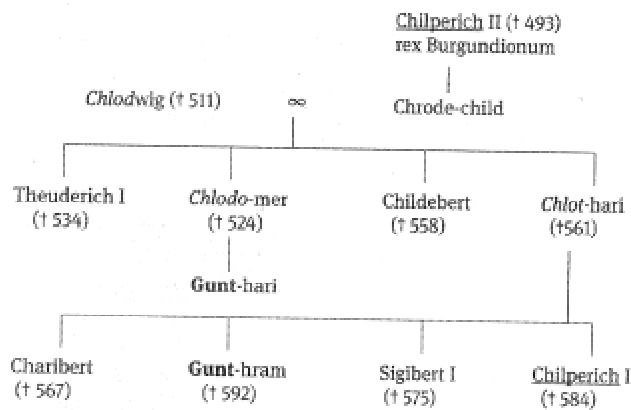 Chilperich II († 493)
rex Burgundionum
Chlodwig († 511) ∞ Chrode-child
Theuderich I Chlodo-mer Childebert Chlot-hari
(† 534) († 524) († 558) (†561)
Gunt-hari
Charibert Gunt-hram Sigibert I Chilperich I
(† 567) († 592) († 575) († 584)